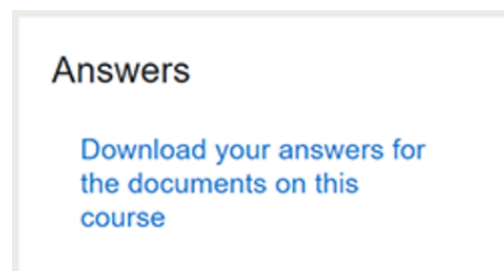 Answers
Download your answers for
the documents on this
course